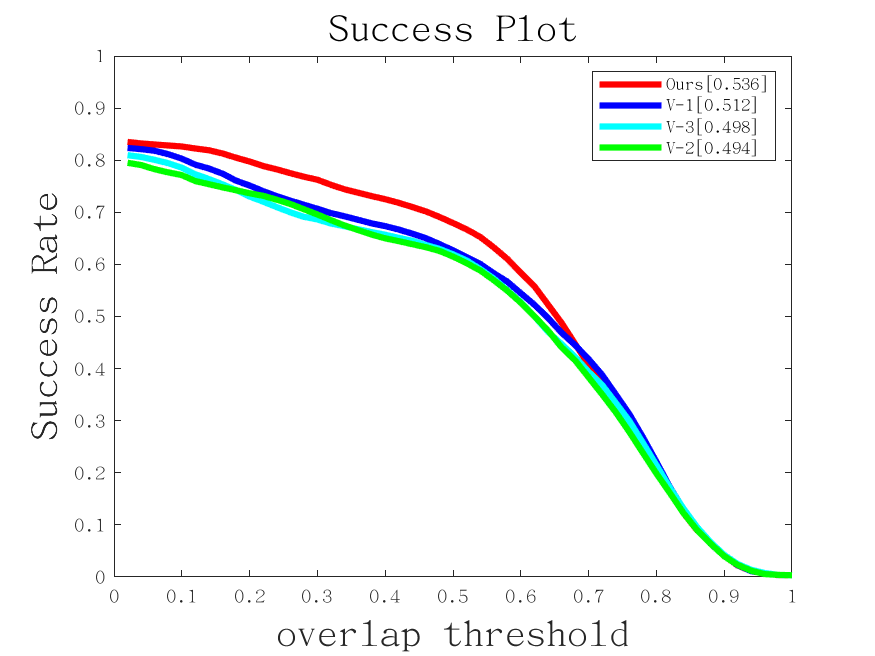 Success Plot
Ours[0.536]
V-1[0.512]
V-3[0.498]
V-2[0.494]
Success Rate
1
0.9
0.8
0.7
0.6
0.5
0.4
0.3
0.2
0.1
0
0 0.1 0.2 0.3 0.4 0.5 0.6 0.7 0.8 0.9 1
overlap threshold